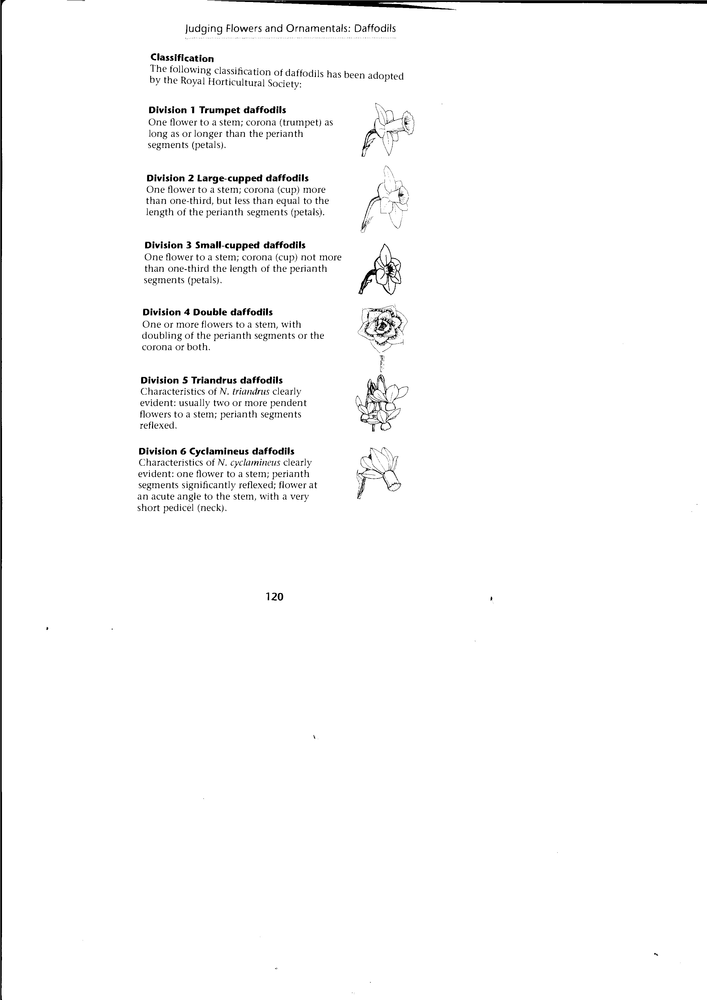 Judging Flowers and Ornamentals: Daffodils
Classification
The following classification of daffodils has been adopted
by the Royal Horticultural Society:
Division 1 Trumpet daffodils
One flower to a stem; corona (trumpet) as
long as or longer than the perianth
segments (petals).
Division 2 Large-cupped daffodils
One flower to a stem; corona (cup) more
than one-third, but less than equal to the
length of the perianth segments (petals).
Division 3 Small-cupped daffodils
One flower to a stem; corona (cup) not more
than one-third the length of the perianth
segments (petals).
Division 4 Double daffodils
One or more flowers to a stem, with
doubling of the perianth segments or the
corona or both.
Division 5 Triandrus daffodils
Characteristics of N. triandrus clearly
evident: usually two or more pendent
flowers to a stem; perianth segments
reflexed.
Division 6 Cyclamineus daffodils
Characteristics of N. cyclamineus clearly
evident: one flower to a stem; perianth
segments significantly reflexed; flower at
an acute angle to the stem, with a very
short pedicel (neck).
120